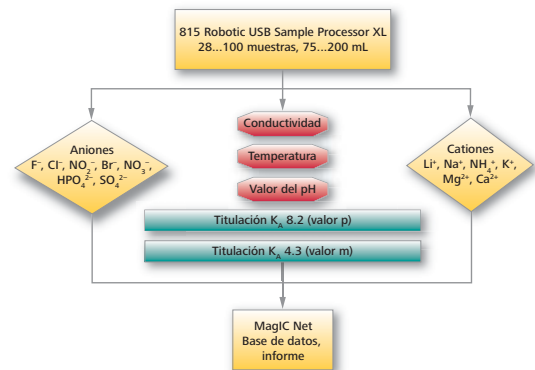 815 Robotic USB Sample Processor XL
28...100 muestras, 75...200 mL
Conductividad
Aniones
F⁻, Cl⁻, NO₂⁻, Br⁻, NO₃⁻,
HPO₄²⁻, SO₄²⁻
Temperatura
Cationes
Li⁺, Na⁺, NH₄⁺, K⁺,
Mg²⁺, Ca²⁺
Valor del pH
Titulación K_A 8.2 (valor p)
Titulación K_A 4.3 (valor m)
MagIC Net
Base de datos,
informe